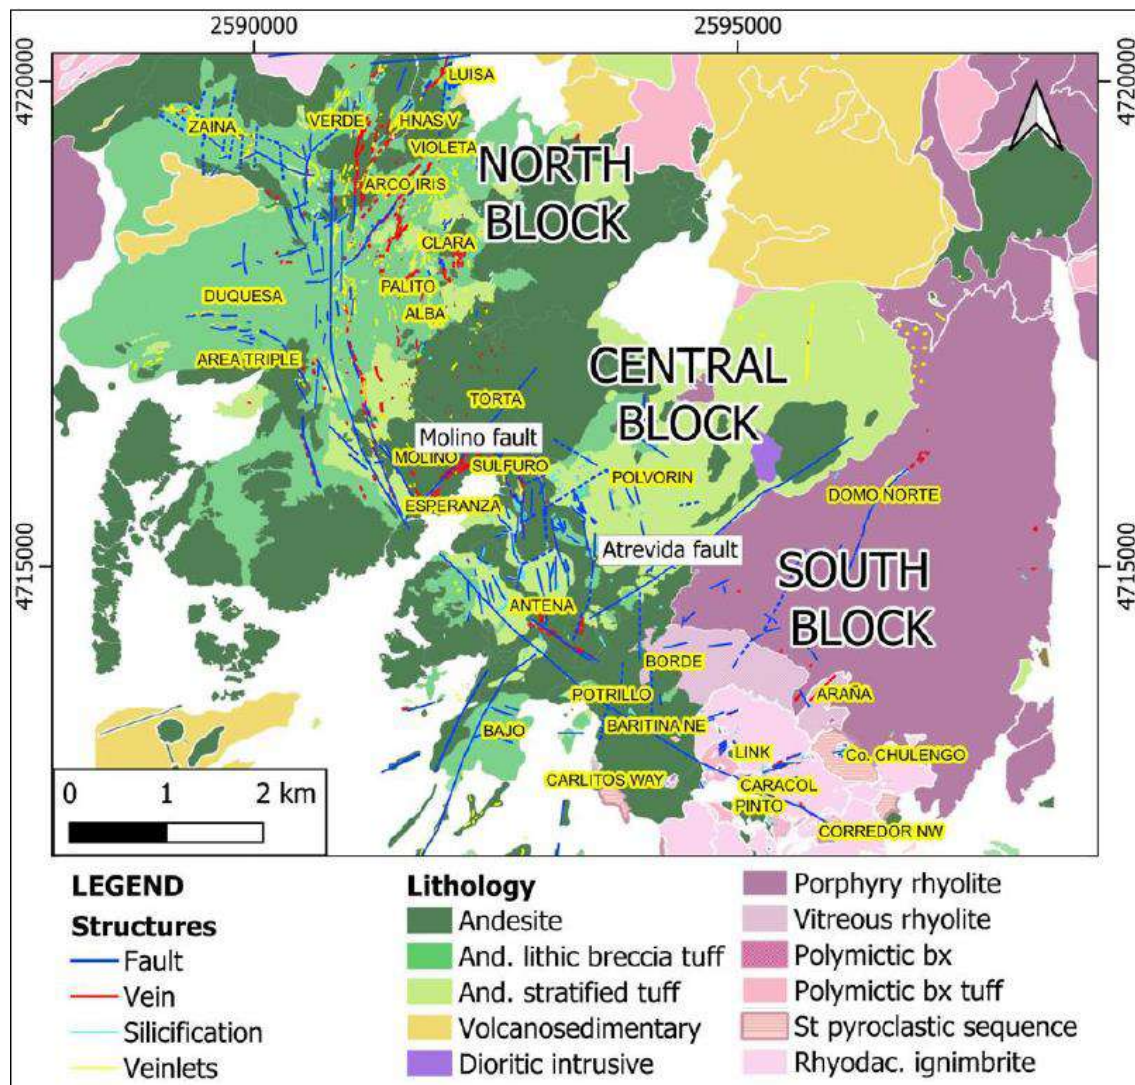 2590000
2595000
4720000
4720000
LUISA
ZAINA
VERDE
HNAS V
VIOLETA
NORTH
BLOCK
ARCO IRIS
CLARA
DUQUESA
PALITO
ALBA
AREA TRIPLE
CENTRAL
BLOCK
TORTA
Molino fault
MOLINO
SULFURO
POLVORIN
DOMO NORTE
ESPERANZA
4715000
4715000
Atrevida fault
SOUTH
BLOCK
ANTENA
BORDE
POTRILLO
ARAÑA
BAJO
BARITINA NE
LINK
Co. CHULENGO
CARLITOS WAY
CARACOL
PINTO
CORREDOR NW
0 1 2 km
LEGEND
Structures
Fault
Vein
Silicification
Veinlets
Lithology
Andesite
And. lithic breccia tuff
And. stratified tuff
Volcanosedimentary
Dioritic intrusive
Porphyry rhyolite
Vitreous rhyolite
Polymictic bx
Polymictic bx tuff
St pyroclastic sequence
Rhyodac. ignimbrite